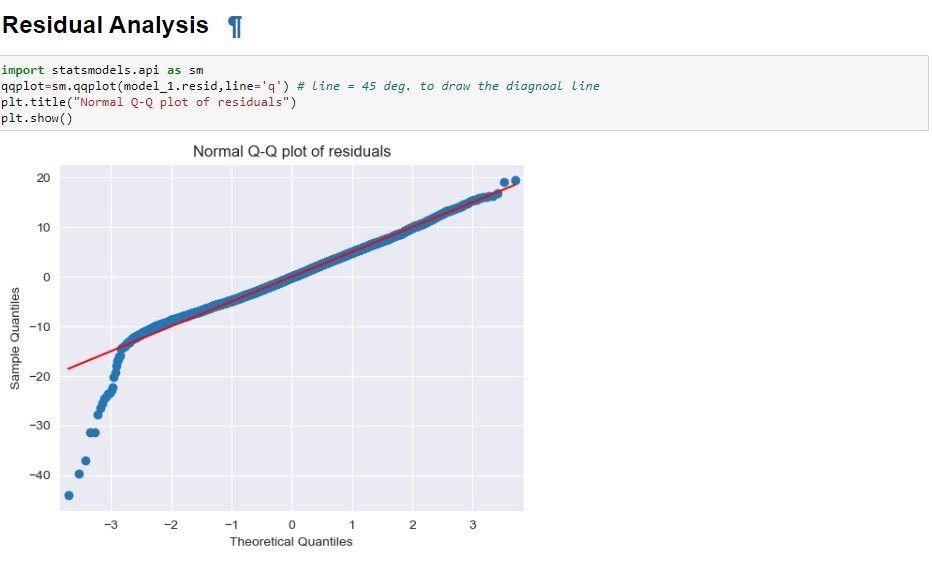 Residual Analysis ¶
import statsmodels.api as sm
qqplot=sm.qqplot(model_1.resid,line='q') # line = 45 deg. to draw the diagnoal line
plt.title("Normal Q-Q plot of residuals")
plt.show()
Normal Q-Q plot of residuals
20
10
0
−10
−20
−30
−40
Sample Quantiles
−3 −2 −1 0 1 2 3
Theoretical Quantiles